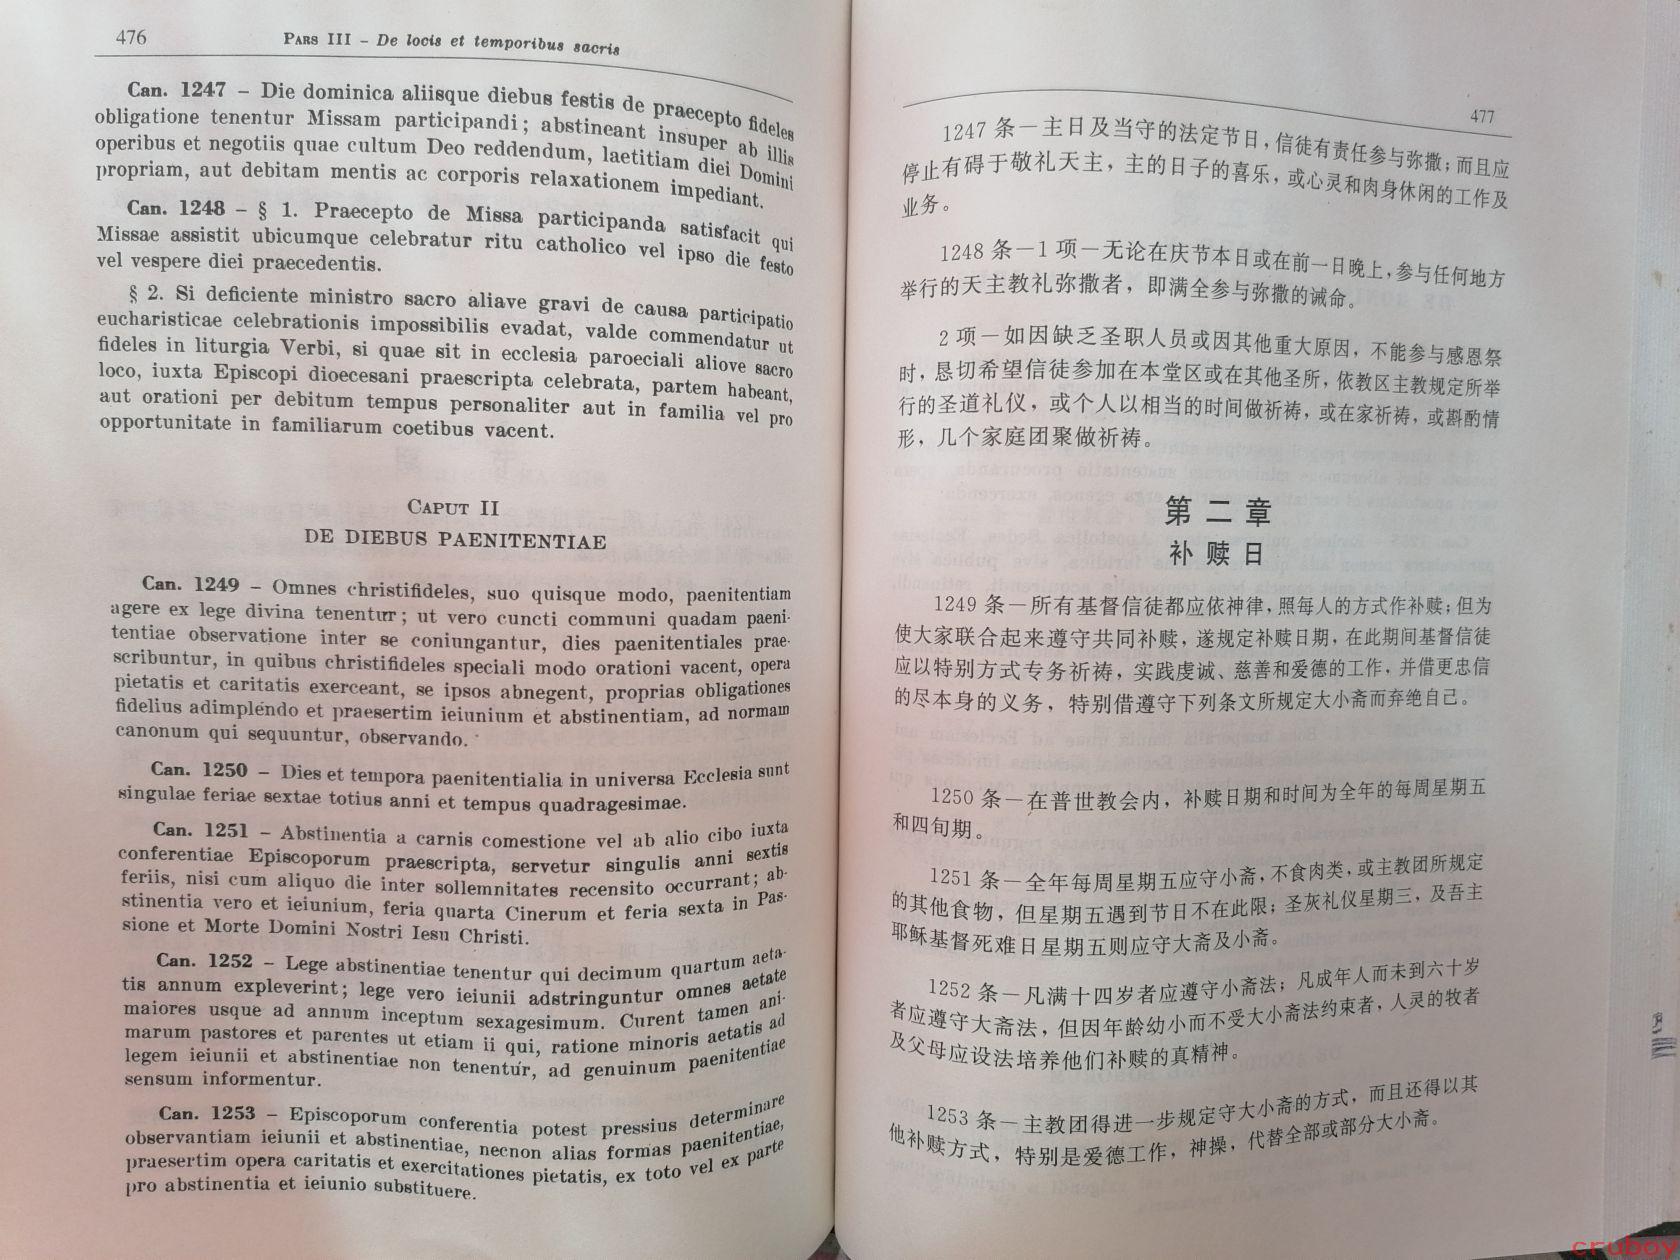 476 PARS III – De locis et temporibus sacris
Can. 1247 – Die dominica aliisque diebus festis de praecepto fideles
obligatione tenentur Missam participandi; abstineant insuper ab illis
operibus et negotiis quae cultum Deo reddendum, laetitiam diei Domini
propriam, aut debitam mentis ac corporis relaxationem impediant.
Can. 1248 – § 1. Praecepto de Missa participanda satisfacit qui
Missae assistit ubicumque celebratur ritu catholico vel ipso die festo
vel vespere diei praecedentis.
§ 2. Si deficiente ministro sacro aliave gravi de causa participatio
eucharisticae celebrationis impossibilis evadat, valde commendatur ut
fideles in liturgia Verbi, si quae sit in ecclesia paroeciali aliove sacro
loco, iuxta Episcopi dioecesani praescripta celebrata, partem habeant,
aut orationi per debitum tempus personaliter aut in familia vel pro
opportunitate in familiarum coetibus vacent.
CAPUT II
DE DIEBUS PAENITENTIAE
Can. 1249 – Omnes christifideles, suo quisque modo, paenitentiam
agere ex lege divina tenentur; ut vero cuncti communi quadam paeni-
tentiae observatione inter se coniungantur, dies paenitentiales prae-
scribuntur, in quibus christifideles speciali modo orationi vacent, opera
pietatis et caritatis exerceant, se ipsos abnegent, proprias obligationes
fidelius adimplendo et praesertim ieiunium et abstinentiam, ad normam
canonum qui sequuntur, observando.
Can. 1250 – Dies et tempora paenitentialia in universa Ecclesia sunt
singulae feriae sextae totius anni et tempus quadragesimae.
Can. 1251 – Abstinentia a carnis comestione vel ab alio cibo iuxta
conferentiae Episcoporum praescripta, servetur singulis anni sextis
feriis, nisi cum aliquo die inter sollemnitates recensito occurrant; ab-
stinentia vero et ieiunium, feria quarta Cinerum et feria sexta in Pas-
sione et Morte Domini Nostri Iesu Christi.
Can. 1252 – Lege abstinentiae tenentur qui decimum quartum aeta-
tis annum expleverint; lege vero ieiunii adstringuntur omnes aetate
maiores usque ad annum inceptum sexagesimum. Curent tamen ani-
marum pastores et parentes ut etiam ii qui, ratione minoris aetatis ad
legem ieiunii et abstinentiae non tenentur, ad genuinum paenitentiae
sensum informentur.
Can. 1253 – Episcoporum conferentia potest pressius determinare
observantiam ieiunii et abstinentiae, necnon alias formas paenitentiae,
praesertim opera caritatis et exercitationes pietatis, ex toto vel ex parte
pro abstinentia et ieiunio substituere.
477
1247 条－主日及当守的法定节日，信徒有责任参与弥撒；而且应
停止有碍于敬礼天主，主的日子的喜乐，或心灵和肉身休闲的工作及
业务。
1248 条－1 项－无论在庆节本日或在前一日晚上，参与任何地方
举行的天主教礼弥撒者，即满全参与弥撒的诫命。
2 项－如因缺乏圣职人员或因其他重大原因，不能参与感恩祭
时，恳切希望信徒参加在本堂区或在其他圣所，依教区主教规定所举
行的圣道礼仪，或个人以相当的时间做祈祷，或在家祈祷，或斟酌情
形，几个家庭团聚做祈祷。
第二章
补赎日
1249 条－所有基督信徒都应依神律，照每人的方式作补赎；但为
使大家联合起来遵守共同补赎，遂规定补赎日期，在此期间基督信徒
应以特别方式专务祈祷，实践虔诚、慈善和爱德的工作，并借更忠信
的尽本身的义务，特别借遵守下列条文所规定大小斋而弃绝自己。
1250 条－在普世教会内，补赎日期和时间为全年的每周星期五
和四旬期。
1251 条－全年每周星期五应守小斋，不食肉类，或主教团所规定
的其他食物，但星期五遇到节日不在此限；圣灰礼仪星期三，及吾主
耶稣基督死难日星期五则应守大斋及小斋。
1252 条－凡满十四岁者应遵守小斋法；凡成年人而未到六十岁
者应遵守大斋法，但因年龄幼小而不受大小斋法约束者，人灵的牧者
及父母应设法培养他们补赎的真精神。
1253 条－主教团得进一步规定守大小斋的方式，而且还得以其
他补赎方式，特别是爱德工作，神操，代替全部或部分大小斋。
cruboy